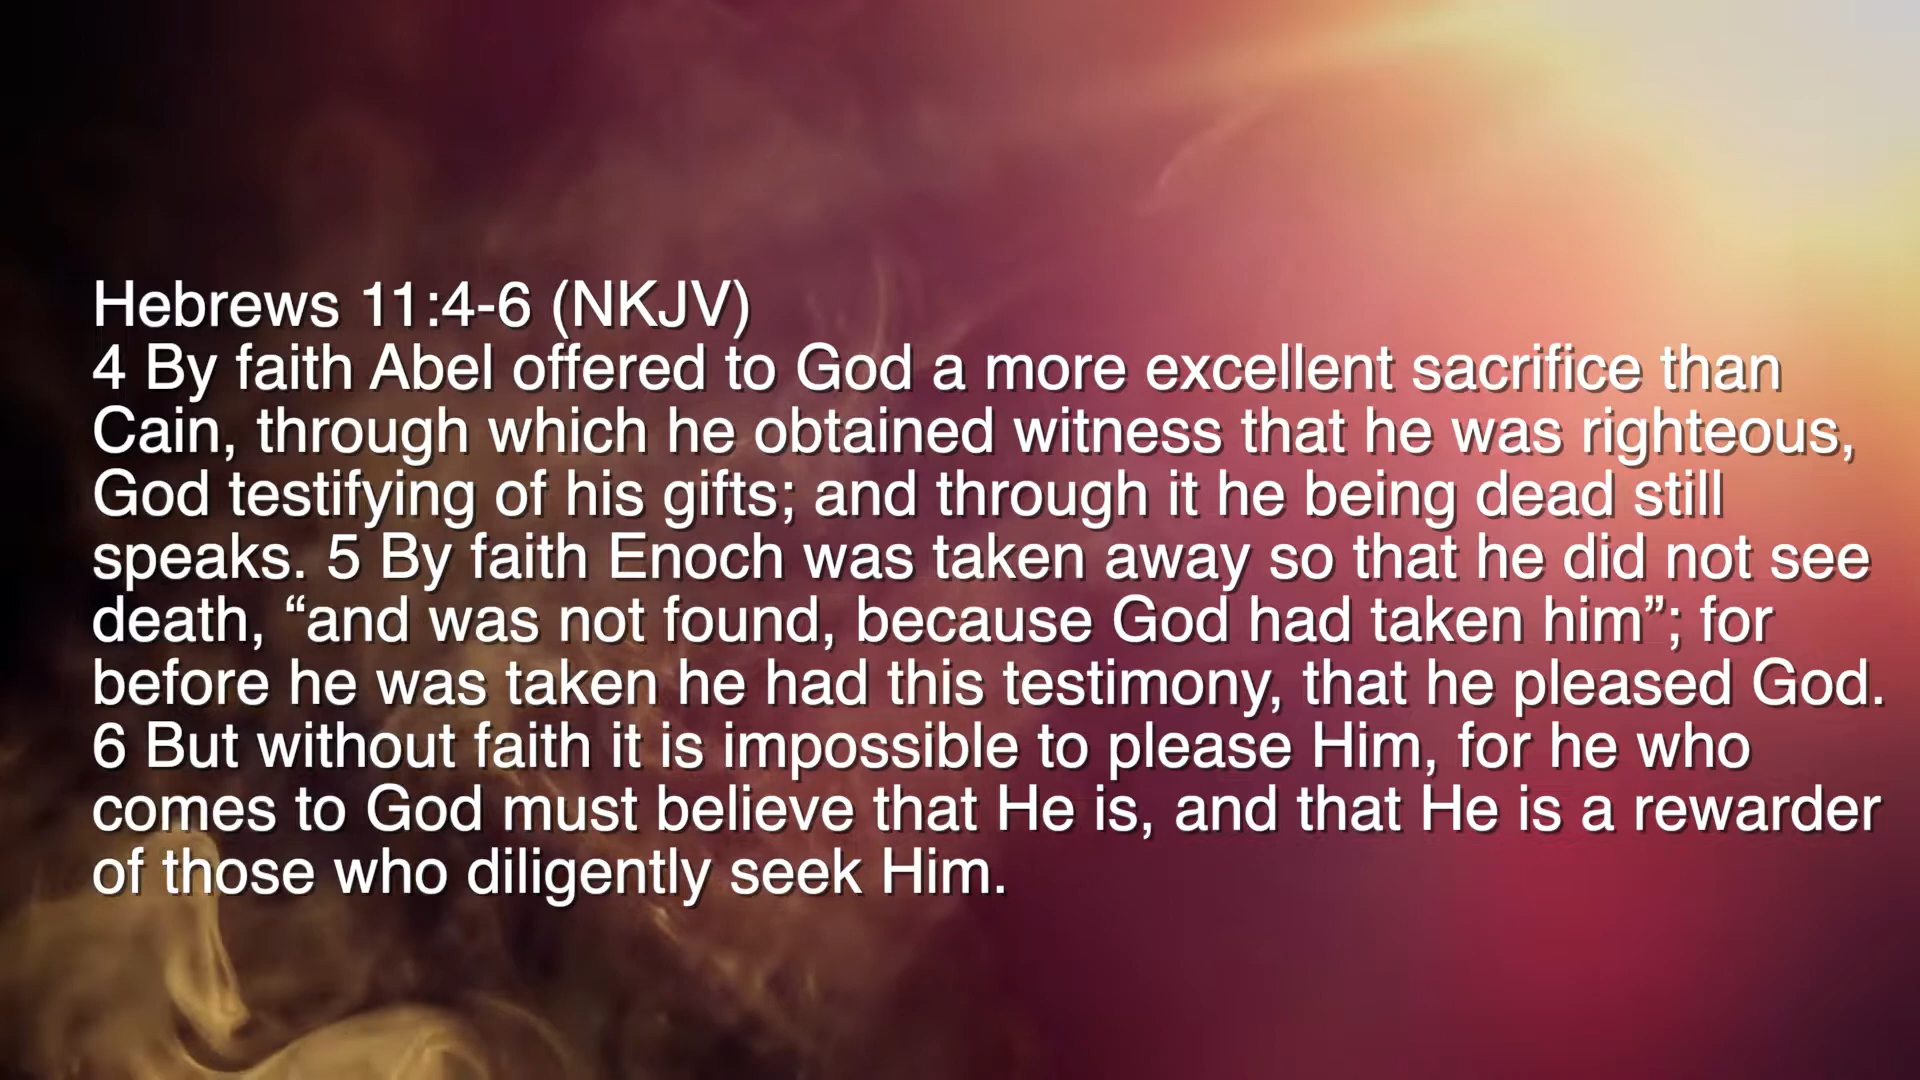 Hebrews 11:4-6 (NKJV)
4 By faith Abel offered to God a more excellent sacrifice than
Cain, through which he obtained witness that he was righteous,
God testifying of his gifts; and through it he being dead still
speaks. 5 By faith Enoch was taken away so that he did not see
death, “and was not found, because God had taken him”; for
before he was taken he had this testimony, that he pleased God.
6 But without faith it is impossible to please Him, for he who
comes to God must believe that He is, and that He is a rewarder
of those who diligently seek Him.